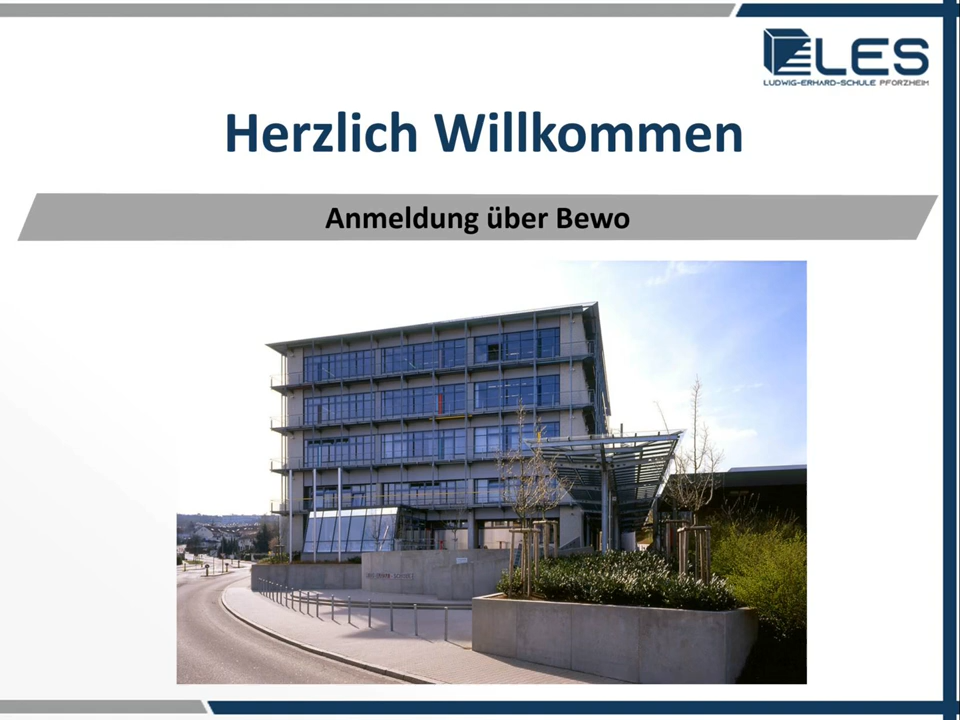 LES
LUDWIG-ERHARD-SCHULE PFORZHEIM
Herzlich Willkommen
Anmeldung über Bewo